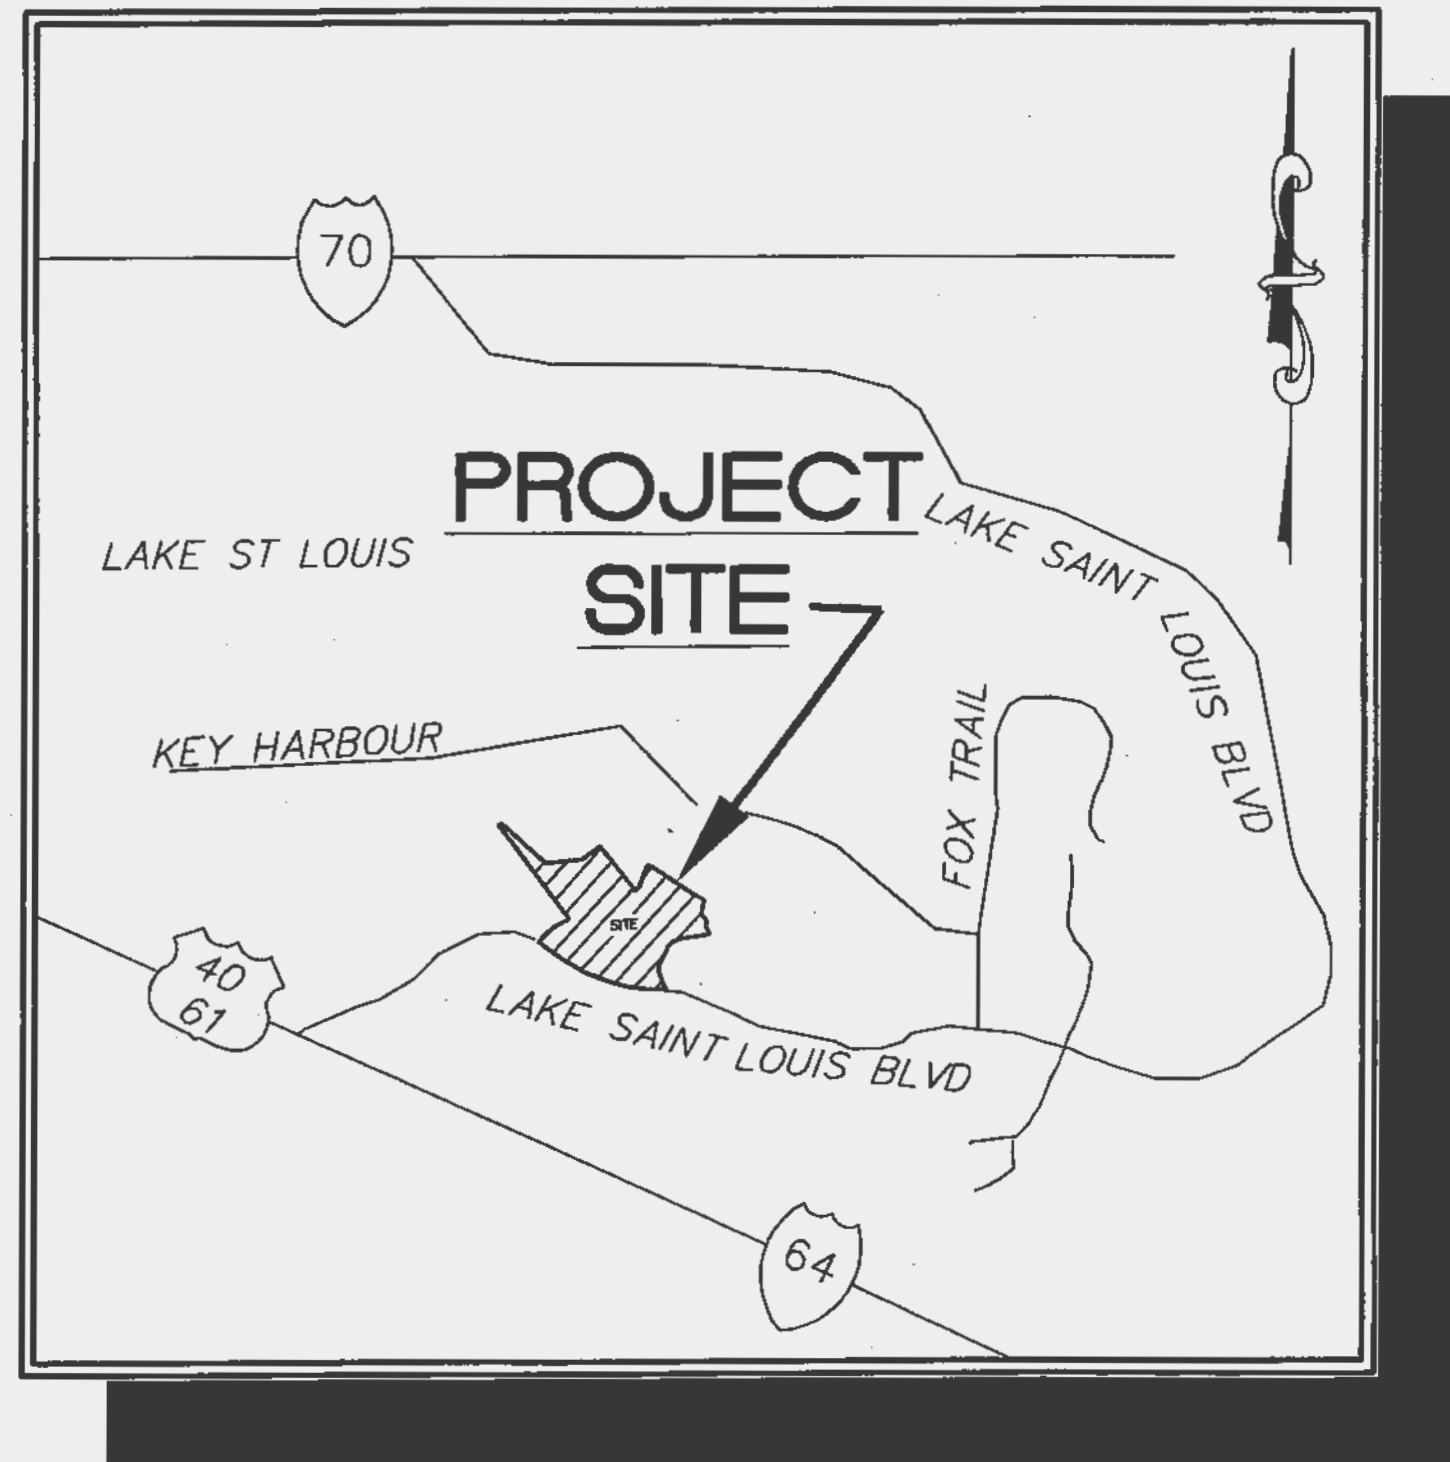 70
PROJECT
SITE
LAKE ST LOUIS
LAKE SAINT LOUIS BLVD
KEY HARBOUR
FOX TRAIL
SITE
40
61
LAKE SAINT LOUIS BLVD
64